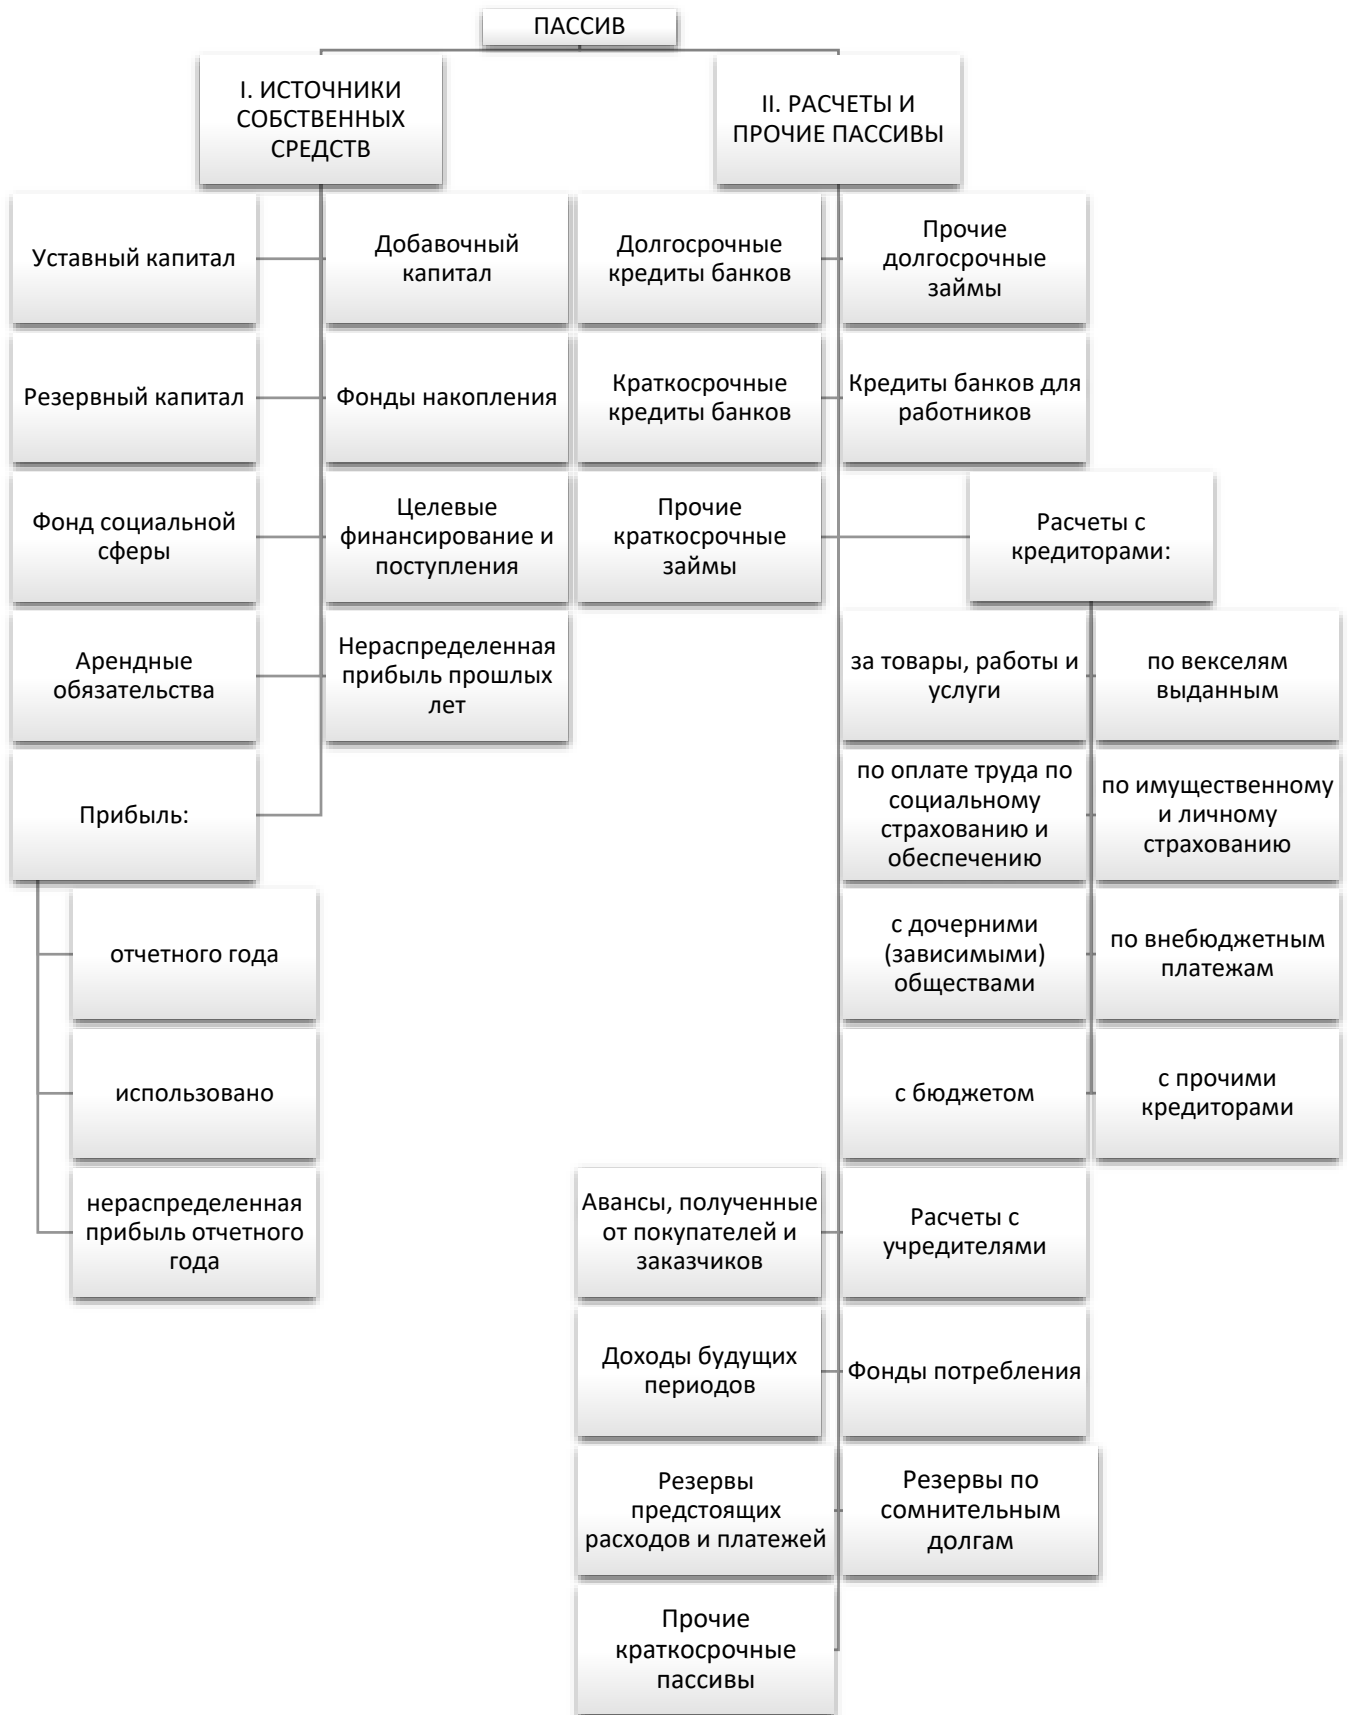 ПАССИВ
I. ИСТОЧНИКИ
СОБСТВЕННЫХ
СРЕДСТВ
II. РАСЧЕТЫ И
ПРОЧИЕ ПАССИВЫ
Уставный капитал
Добавочный
капитал
Резервный капитал
Фонды накопления
Фонд социальной
сферы
Целевые
финансирование и
поступления
Арендные
обязательства
Нераспределенная
прибыль прошлых
лет
Прибыль:
отчетного года
использовано
нераспределенная
прибыль отчетного
года
Долгосрочные
кредиты банков
Прочие
долгосрочные
займы
Краткосрочные
кредиты банков
Кредиты банков для
работников
Прочие
краткосрочные
займы
Расчеты с
кредиторами:
за товары, работы и
услуги
по векселям
выданным
по оплате труда по
социальному
страхованию и
обеспечению
по имущественному
и личному
страхованию
с дочерними
(зависимыми)
обществами
по внебюджетным
платежам
с бюджетом
с прочими
кредиторами
Авансы, полученные
от покупателей и
заказчиков
Расчеты с
учредителями
Доходы будущих
периодов
Фонды потребления
Резервы
предстоящих
расходов и платежей
Резервы по
сомнительным
долгам
Прочие
краткосрочные
пассивы